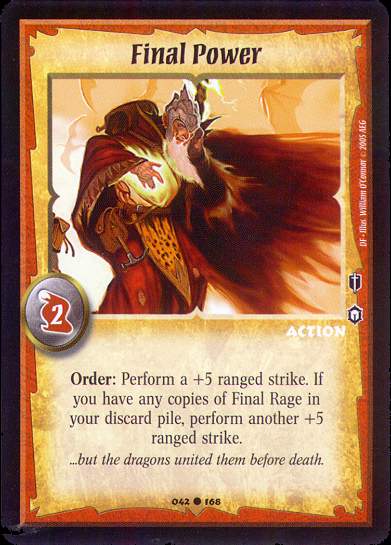 Final Power
DF • Illus. William O'Connor © 2005 AEG
2
ACTION
Order: Perform a +5 ranged strike. If
you have any copies of Final Rage in
your discard pile, perform another +5
ranged strike.
...but the dragons united them before death.
042 ● 168